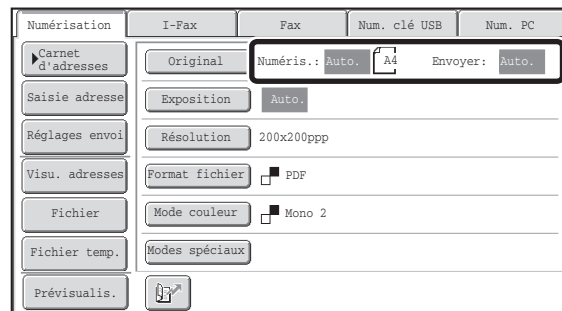 Numérisation I-Fax Fax Num. clé USB Num. PC
Carnet d'adresses
Original Numéris.: Auto. A4 Envoyer: Auto.
Saisie adresse
Exposition Auto.
Réglages envoi
Résolution 200x200ppp
Visu. adresses
Format fichier PDF
Fichier
Mode couleur Mono 2
Fichier temp.
Modes spéciaux
Prévisualis.